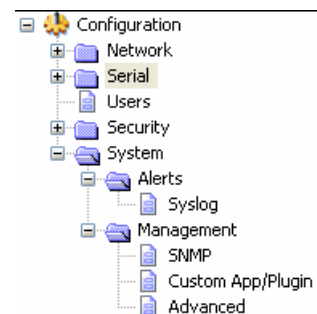 Configuration
Network
Serial
Users
Security
System
Alerts
Syslog
Management
SNMP
Custom App/Plugin
Advanced